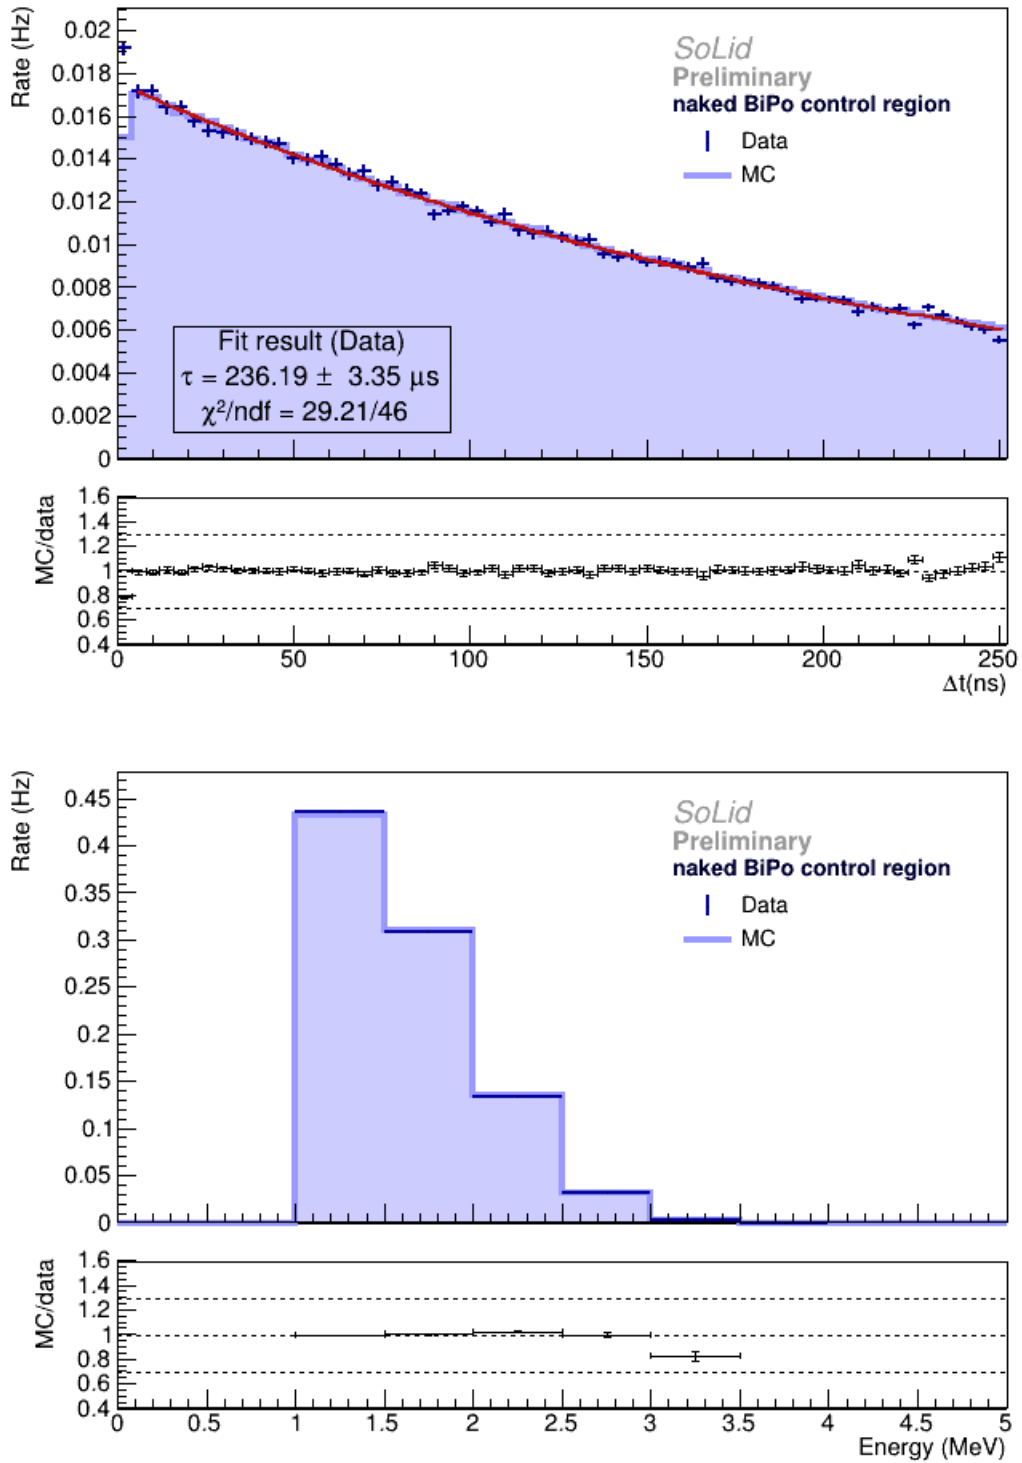 Rate (Hz)
0.02
0.018
0.016
0.014
0.012
0.01
0.008
0.006
0.004
0.002
0
SoLid
Preliminary
naked BiPo control region
Data
MC
Fit result (Data)
τ = 236.19 ± 3.35 μs
χ²/ndf = 29.21/46
MC/data
1.6
1.4
1.2
1
0.8
0.6
0.4
0 50 100 150 200 250
Δt(ns)
Rate (Hz)
0.45
0.4
0.35
0.3
0.25
0.2
0.15
0.1
0.05
0
SoLid
Preliminary
naked BiPo control region
Data
MC
MC/data
1.6
1.4
1.2
1
0.8
0.6
0.4
0 0.5 1 1.5 2 2.5 3 3.5 4 4.5 5
Energy (MeV)